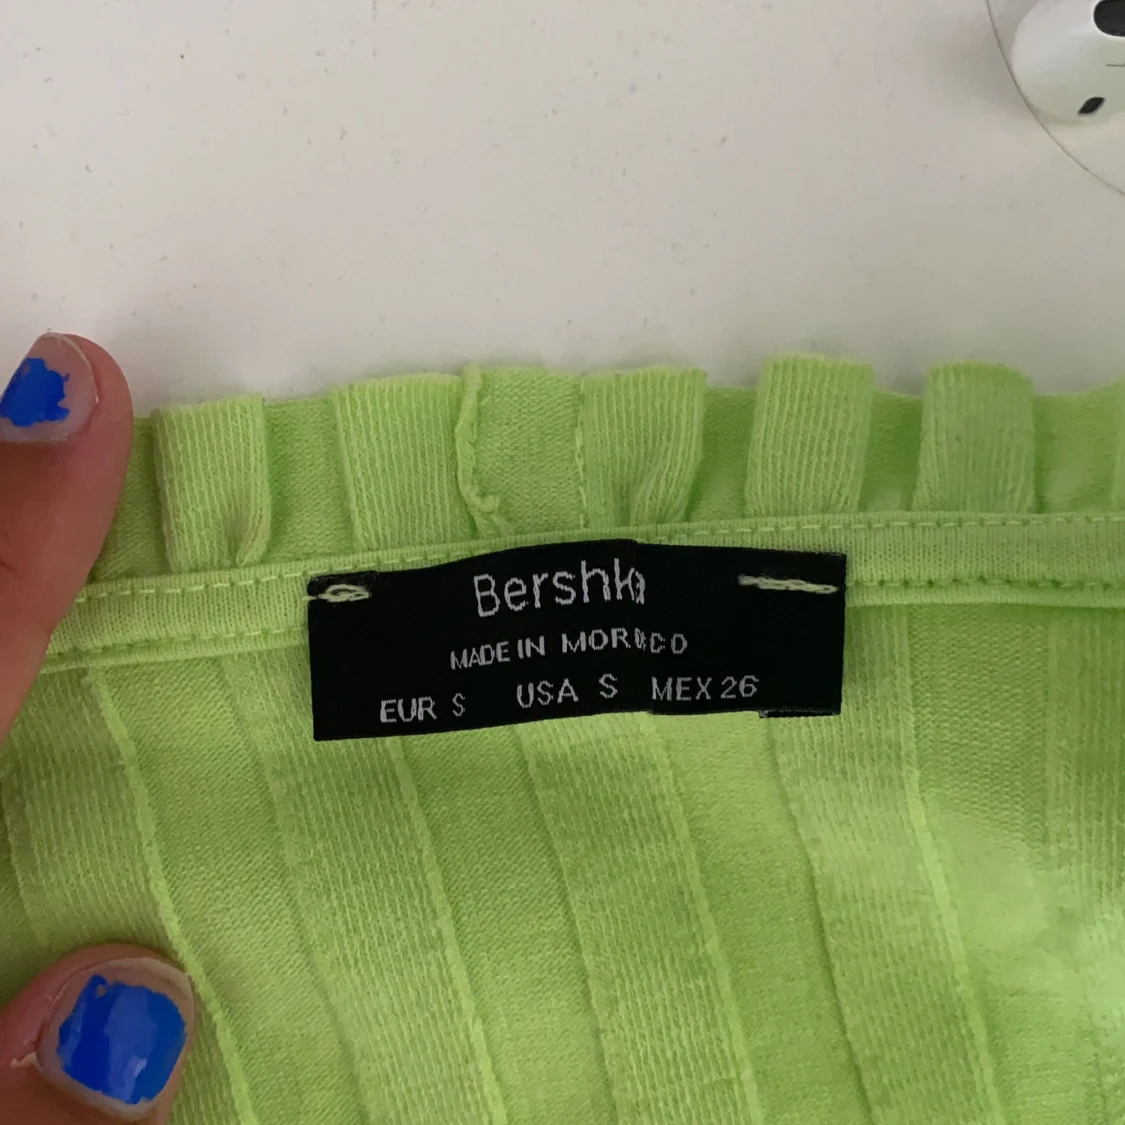 Bershka
MADE IN MOROCCO
EUR S USA S MEX 26